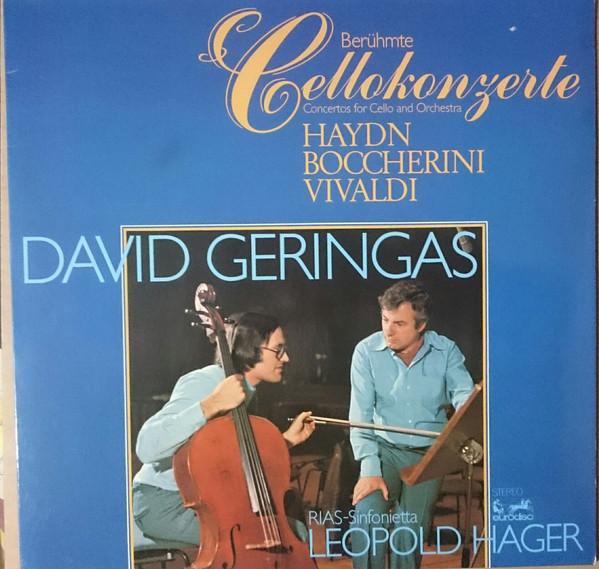 Berühmte
Cellokonzerte
Concertos for Cello and Orchestra
HAYDN
BOCCHERINI
VIVALDI
DAVID GERINGAS
RIAS-Sinfonietta
LEOPOLD HAGER
STEREO
eurodisc